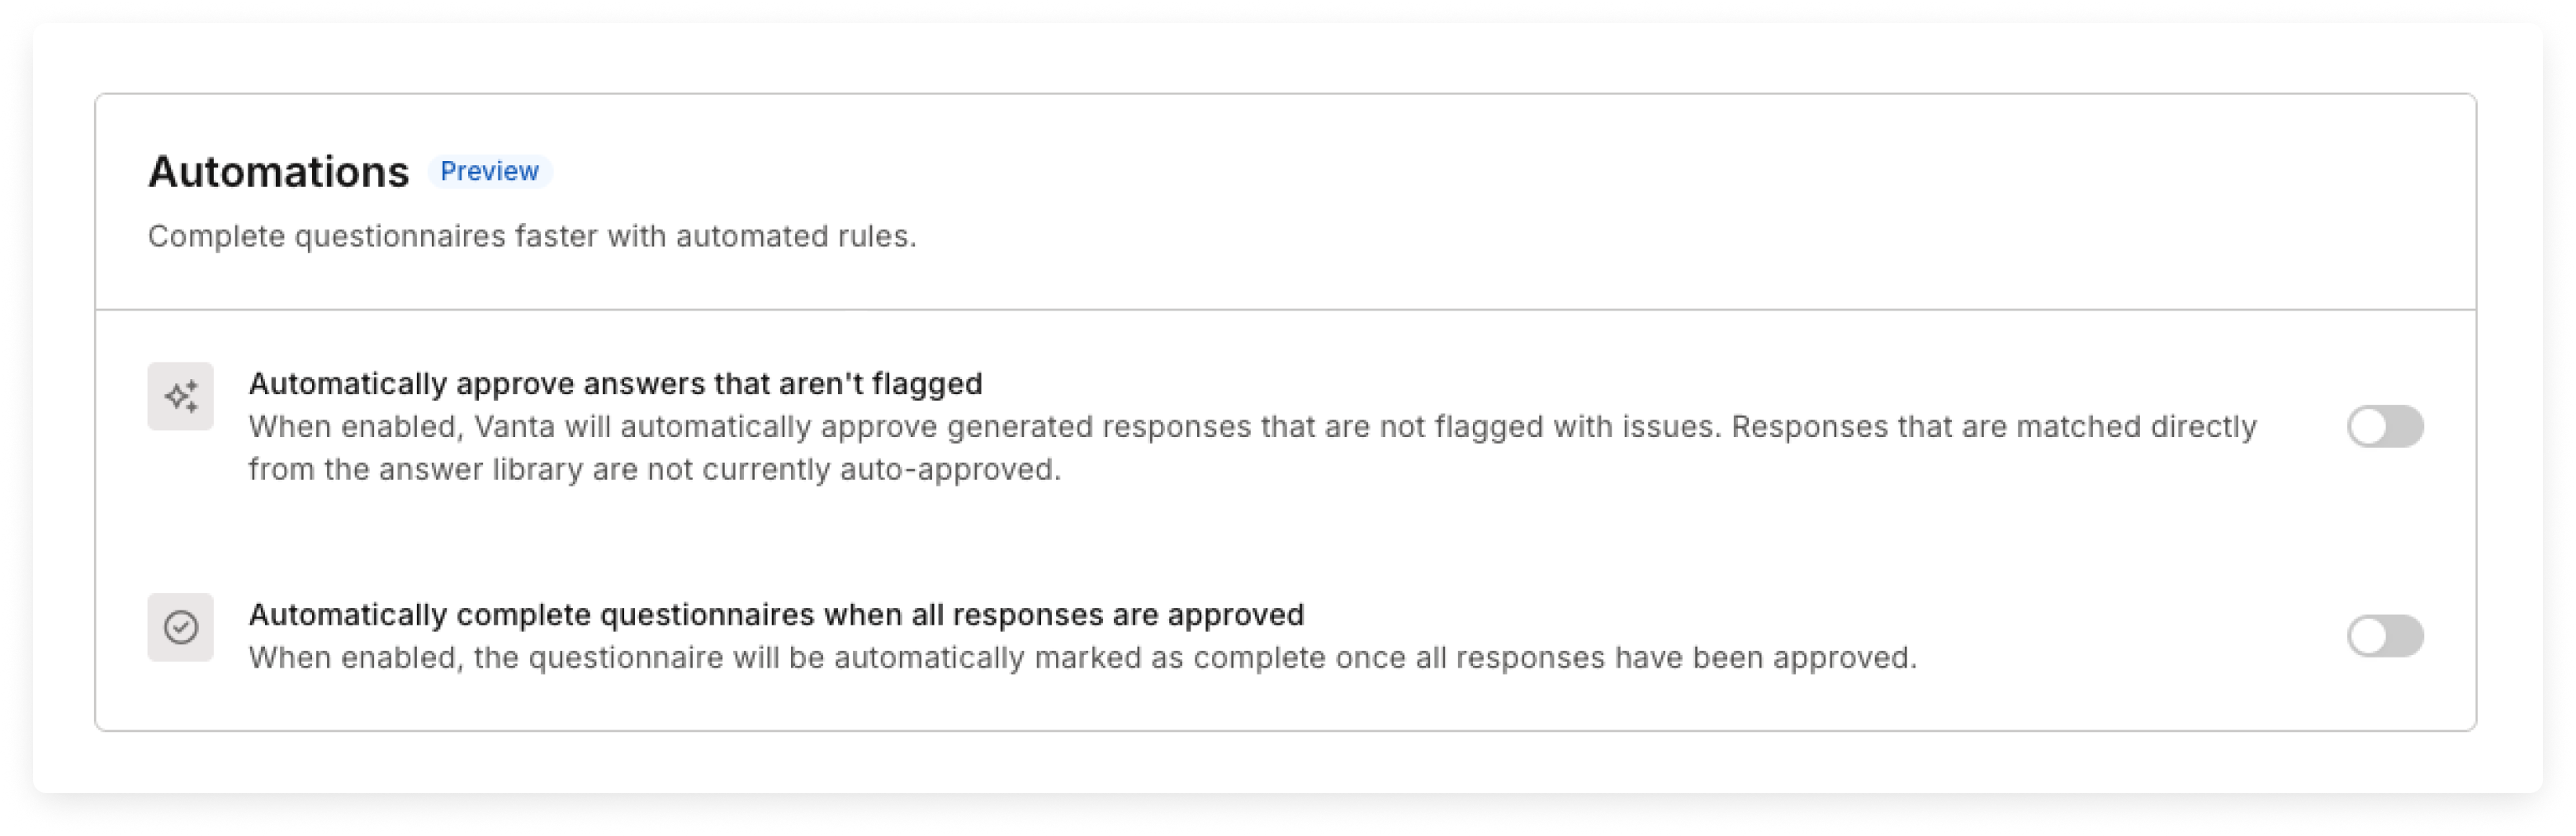 Automations Preview
Complete questionnaires faster with automated rules.
Automatically approve answers that aren't flagged
When enabled, Vanta will automatically approve generated responses that are not flagged with issues. Responses that are matched directly
from the answer library are not currently auto-approved.
Automatically complete questionnaires when all responses are approved
When enabled, the questionnaire will be automatically marked as complete once all responses have been approved.